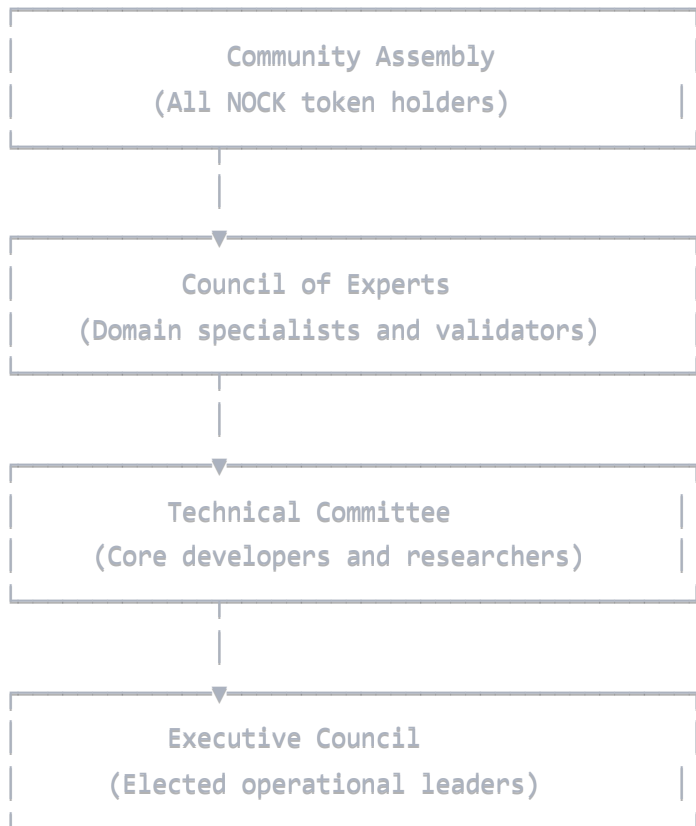 Community Assembly
(All NOCK token holders)
Council of Experts
(Domain specialists and validators)
Technical Committee
(Core developers and researchers)
Executive Council
(Elected operational leaders)